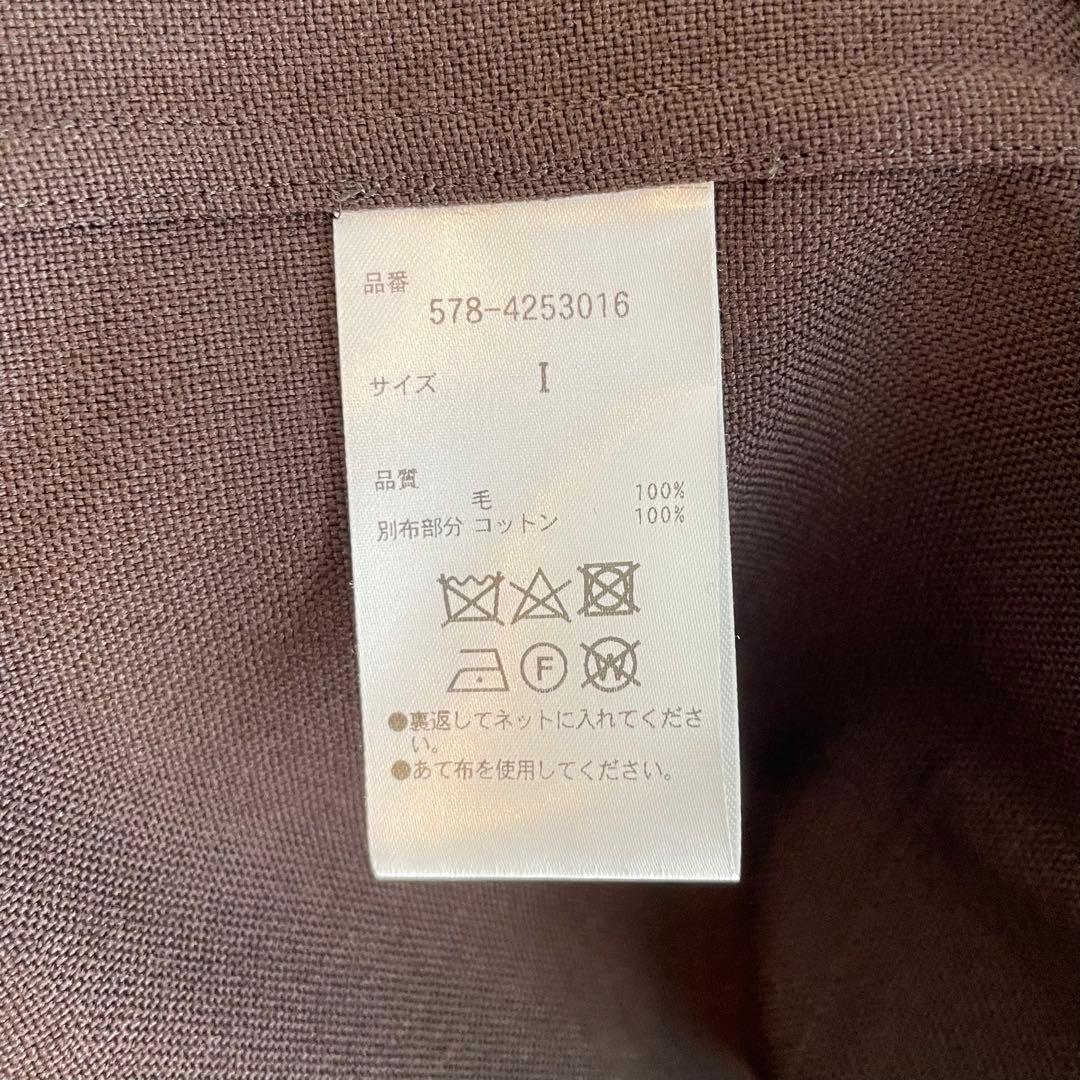 品番
578-4253016
サイズ I
品質
毛 100%
別布部分 コットン 100%
F W
●裏返してネットに入れてくださ
い。
●あて布を使用してください。